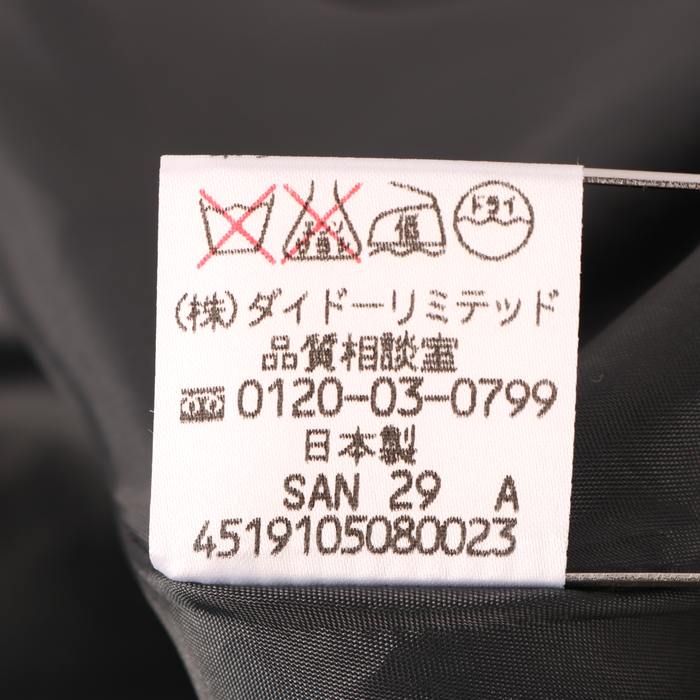 低 ドライ
(株)ダイドーリミテッド
品質相談室
0120-03-0799
日本製
SAN 29 A
4519105080023